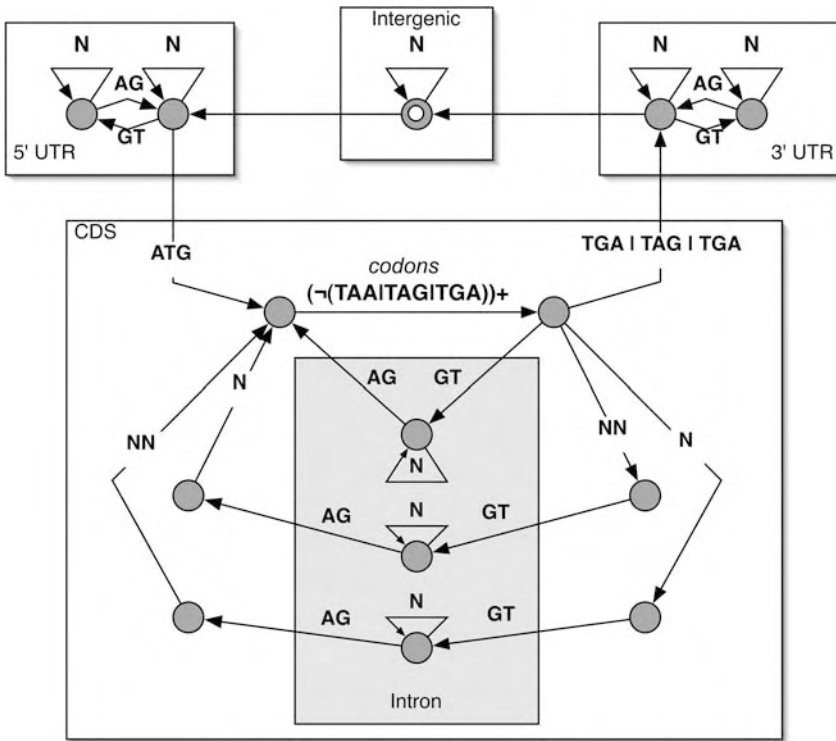 Intergenic
N N
AG
GT
5' UTR
N
N N
AG
GT
3' UTR
CDS
ATG
TGA | TAG | TGA
codons
(¬(TAA|TAG|TGA))+
AG GT
N
NN
N
NN
N
N
AG
GT
N
AG
GT
Intron